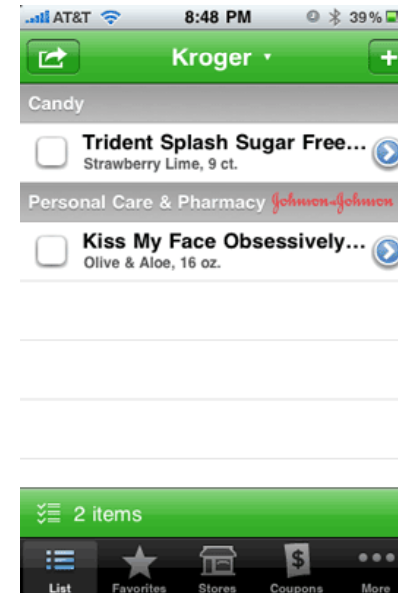 AT&T 8:48 PM 39%
Kroger
+
Candy
Trident Splash Sugar Free...
Strawberry Lime, 9 ct.
Personal Care & Pharmacy Johnson & Johnson
Kiss My Face Obsessively...
Olive & Aloe, 16 oz.
2 items
$
List Favorites Stores Coupons More